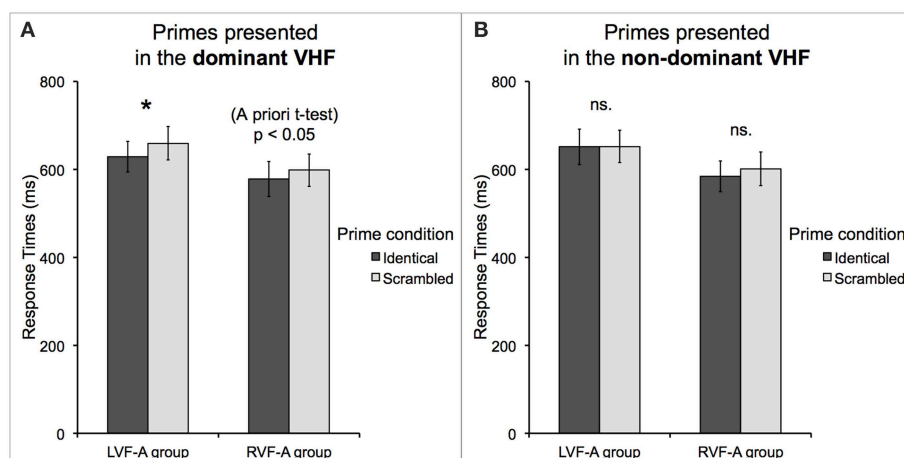 A
Primes presented
in the dominant VHF
800
600
400
200
0
Response Times (ms)
*
(A priori t-test)
p < 0.05
Prime condition
Identical
Scrambled
LVF-A group
RVF-A group
B
Primes presented
in the non-dominant VHF
800
600
400
200
0
Response Times (ms)
ns.
ns.
Prime condition
Identical
Scrambled
LVF-A group
RVF-A group